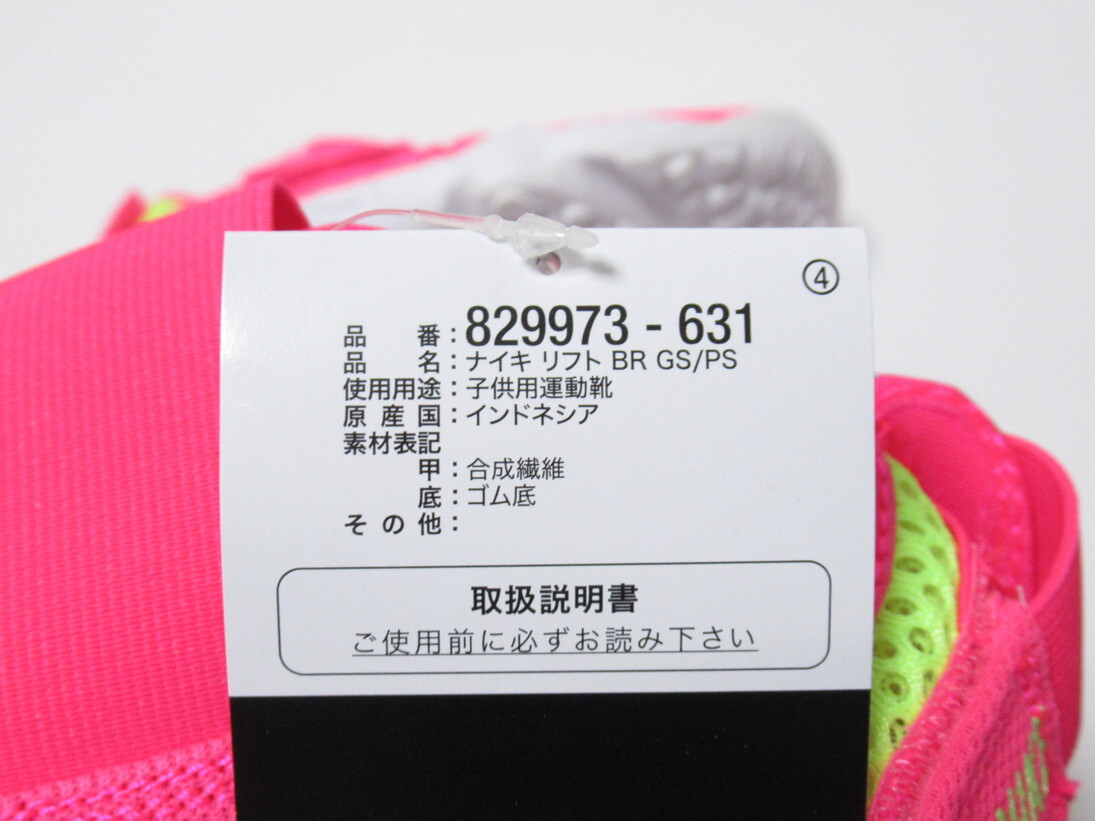 ④
品 番：829973 - 631
品 名：ナイキ リフト BR GS/PS
使用用途：子供用運動靴
原産国：インドネシア
素材表記
甲：合成繊維
底：ゴム底
その他：
取扱説明書
ご使用前に必ずお読み下さい